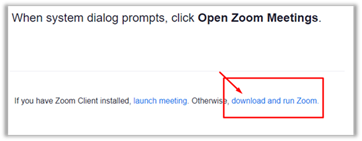 When system dialog prompts, click Open Zoom Meetings.
If you have Zoom Client installed, launch meeting. Otherwise, download and run Zoom.